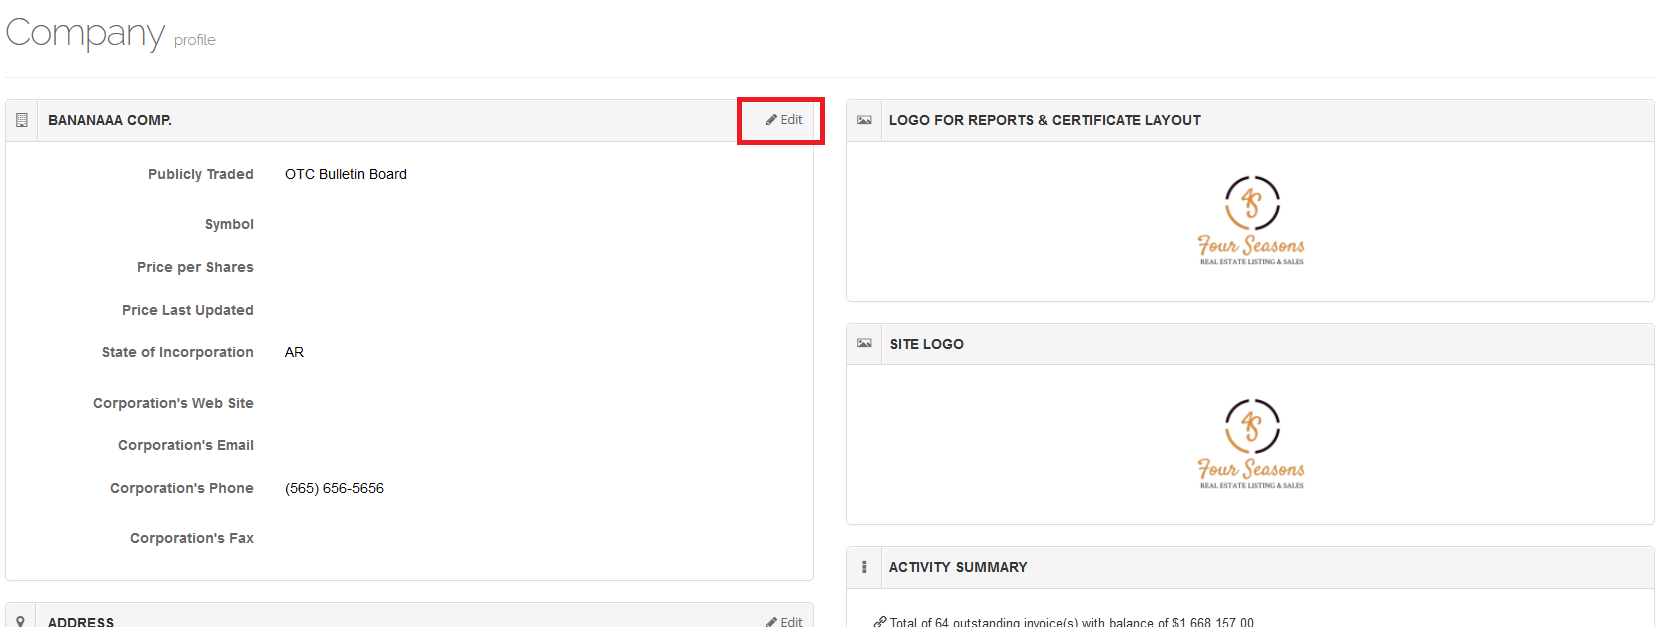 Company profile
BANANAAA COMP.
Edit
Publicly Traded OTC Bulletin Board
Symbol
Price per Shares
Price Last Updated
State of Incorporation AR
Corporation's Web Site
Corporation's Email
Corporation's Phone (565) 656-5656
Corporation's Fax
ADDRESS
Edit
LOGO FOR REPORTS & CERTIFICATE LAYOUT
4S
Four Seasons
REAL ESTATE LISTING & SALES
SITE LOGO
4S
Four Seasons
REAL ESTATE LISTING & SALES
ACTIVITY SUMMARY
Total of 64 outstanding invoice(s) with balance of $1,668,157.00